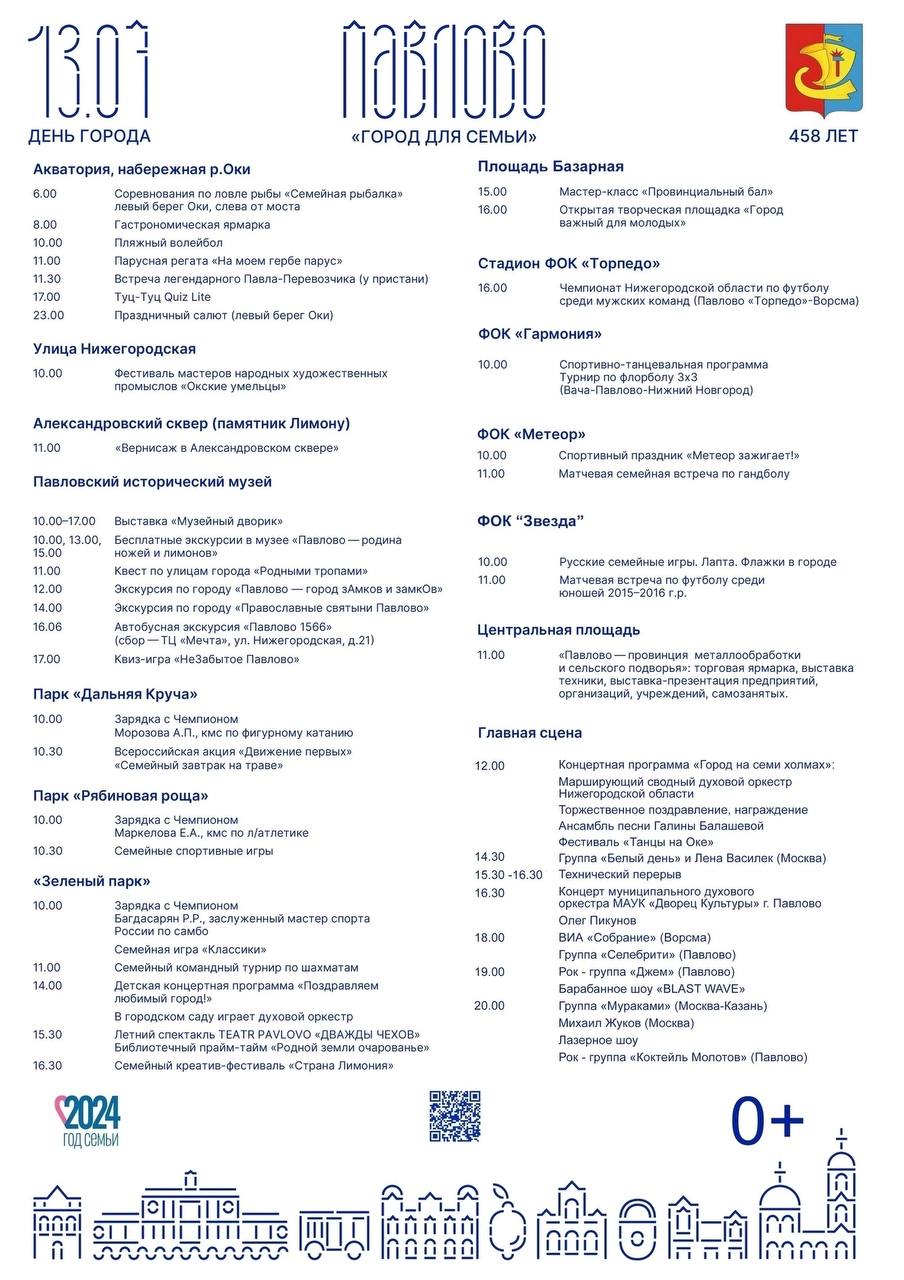 13.07
ПАВЛОВО
ДЕНЬ ГОРОДА
«ГОРОД ДЛЯ СЕМЬИ»
458 ЛЕТ
Акватория, набережная р.Оки
6.00 Соревнования по ловле рыбы «Семейная рыбалка»
левый берег Оки, слева от моста
8.00 Гастрономическая ярмарка
10.00 Пляжный волейбол
11.00 Парусная регата «На моем гербе парус»
11.30 Встреча легендарного Павла-Перевозчика (у пристани)
17.00 Туц-Туц Quiz Lite
23.00 Праздничный салют (левый берег Оки)
Улица Нижегородская
10.00 Фестиваль мастеров народных художественных
промыслов «Окские умельцы»
Александровский сквер (памятник Лимону)
11.00 «Вернисаж в Александровском сквере»
Павловский исторический музей
10.00–17.00 Выставка «Музейный дворик»
10.00, 13.00, Бесплатные экскурсии в музее «Павлово — родина
15.00 ножей и лимонов»
11.00 Квест по улицам города «Родными тропами»
12.00 Экскурсия по городу «Павлово — город зАмков и замкОв»
14.00 Экскурсия по городу «Православные святыни Павлово»
16.06 Автобусная экскурсия «Павлово 1566»
(сбор — ТЦ «Мечта», ул. Нижегородская, д.21)
17.00 Квиз-игра «НеЗабытое Павлово»
Парк «Дальняя Круча»
10.00 Зарядка с Чемпионом
Морозова А.П., кмс по фигурному катанию
10.30 Всероссийская акция «Движение первых»
«Семейный завтрак на траве»
Парк «Рябиновая роща»
10.00 Зарядка с Чемпионом
Маркелова Е.А., кмс по л/атлетике
10.30 Семейные спортивные игры
«Зеленый парк»
10.00 Зарядка с Чемпионом
Багдасарян Р.Р., заслуженный мастер спорта
России по самбо
Семейная игра «Классики»
11.00 Семейный командный турнир по шахматам
14.00 Детская концертная программа «Поздравляем
любимый город!»
В городском саду играет духовой оркестр
15.30 Летний спектакль TEATR PAVLOVO «ДВАЖДЫ ЧЕХОВ»
Библиотечный прайм-тайм «Родной земли очарованье»
16.30 Семейный креатив-фестиваль «Страна Лимония»
Площадь Базарная
15.00 Мастер-класс «Провинциальный бал»
16.00 Открытая творческая площадка «Город
важный для молодых»
Стадион ФОК «Торпедо»
16.00 Чемпионат Нижегородской области по футболу
среди мужских команд (Павлово «Торпедо»-Ворсма)
ФОК «Гармония»
10.00 Спортивно-танцевальная программа
Турнир по флорболу 3х3
(Вача-Павлово-Нижний Новгород)
ФОК «Метеор»
10.00 Спортивный праздник «Метеор зажигает!»
11.00 Матчевая семейная встреча по гандболу
ФОК “Звезда”
10.00 Русские семейные игры. Лапта. Флажки в городе
11.00 Матчевая встреча по футболу среди
юношей 2015–2016 г.р.
Центральная площадь
11.00 «Павлово — провинция металлообработки
и сельского подворья»: торговая ярмарка, выставка
техники, выставка-презентация предприятий,
организаций, учреждений, самозанятых.
Главная сцена
12.00 Концертная программа «Город на семи холмах»:
Марширующий сводный духовой оркестр
Нижегородской области
Торжественное поздравление, награждение
Ансамбль песни Галины Балашевой
Фестиваль «Танцы на Оке»
14.30 Группа «Белый день» и Лена Василек (Москва)
15.30 -16.30 Технический перерыв
16.30 Концерт муниципального духового
оркестра МАУК «Дворец Культуры» г. Павлово
Олег Пикунов
18.00 ВИА «Собрание» (Ворсма)
Группа «Селебрити» (Павлово)
19.00 Рок - группа «Джем» (Павлово)
Барабанное шоу «BLAST WAVE»
20.00 Группа «Мураками» (Москва-Казань)
Михаил Жуков (Москва)
Лазерное шоу
Рок - группа «Коктейль Молотов» (Павлово)
2024
ГОД СЕМЬИ
0+